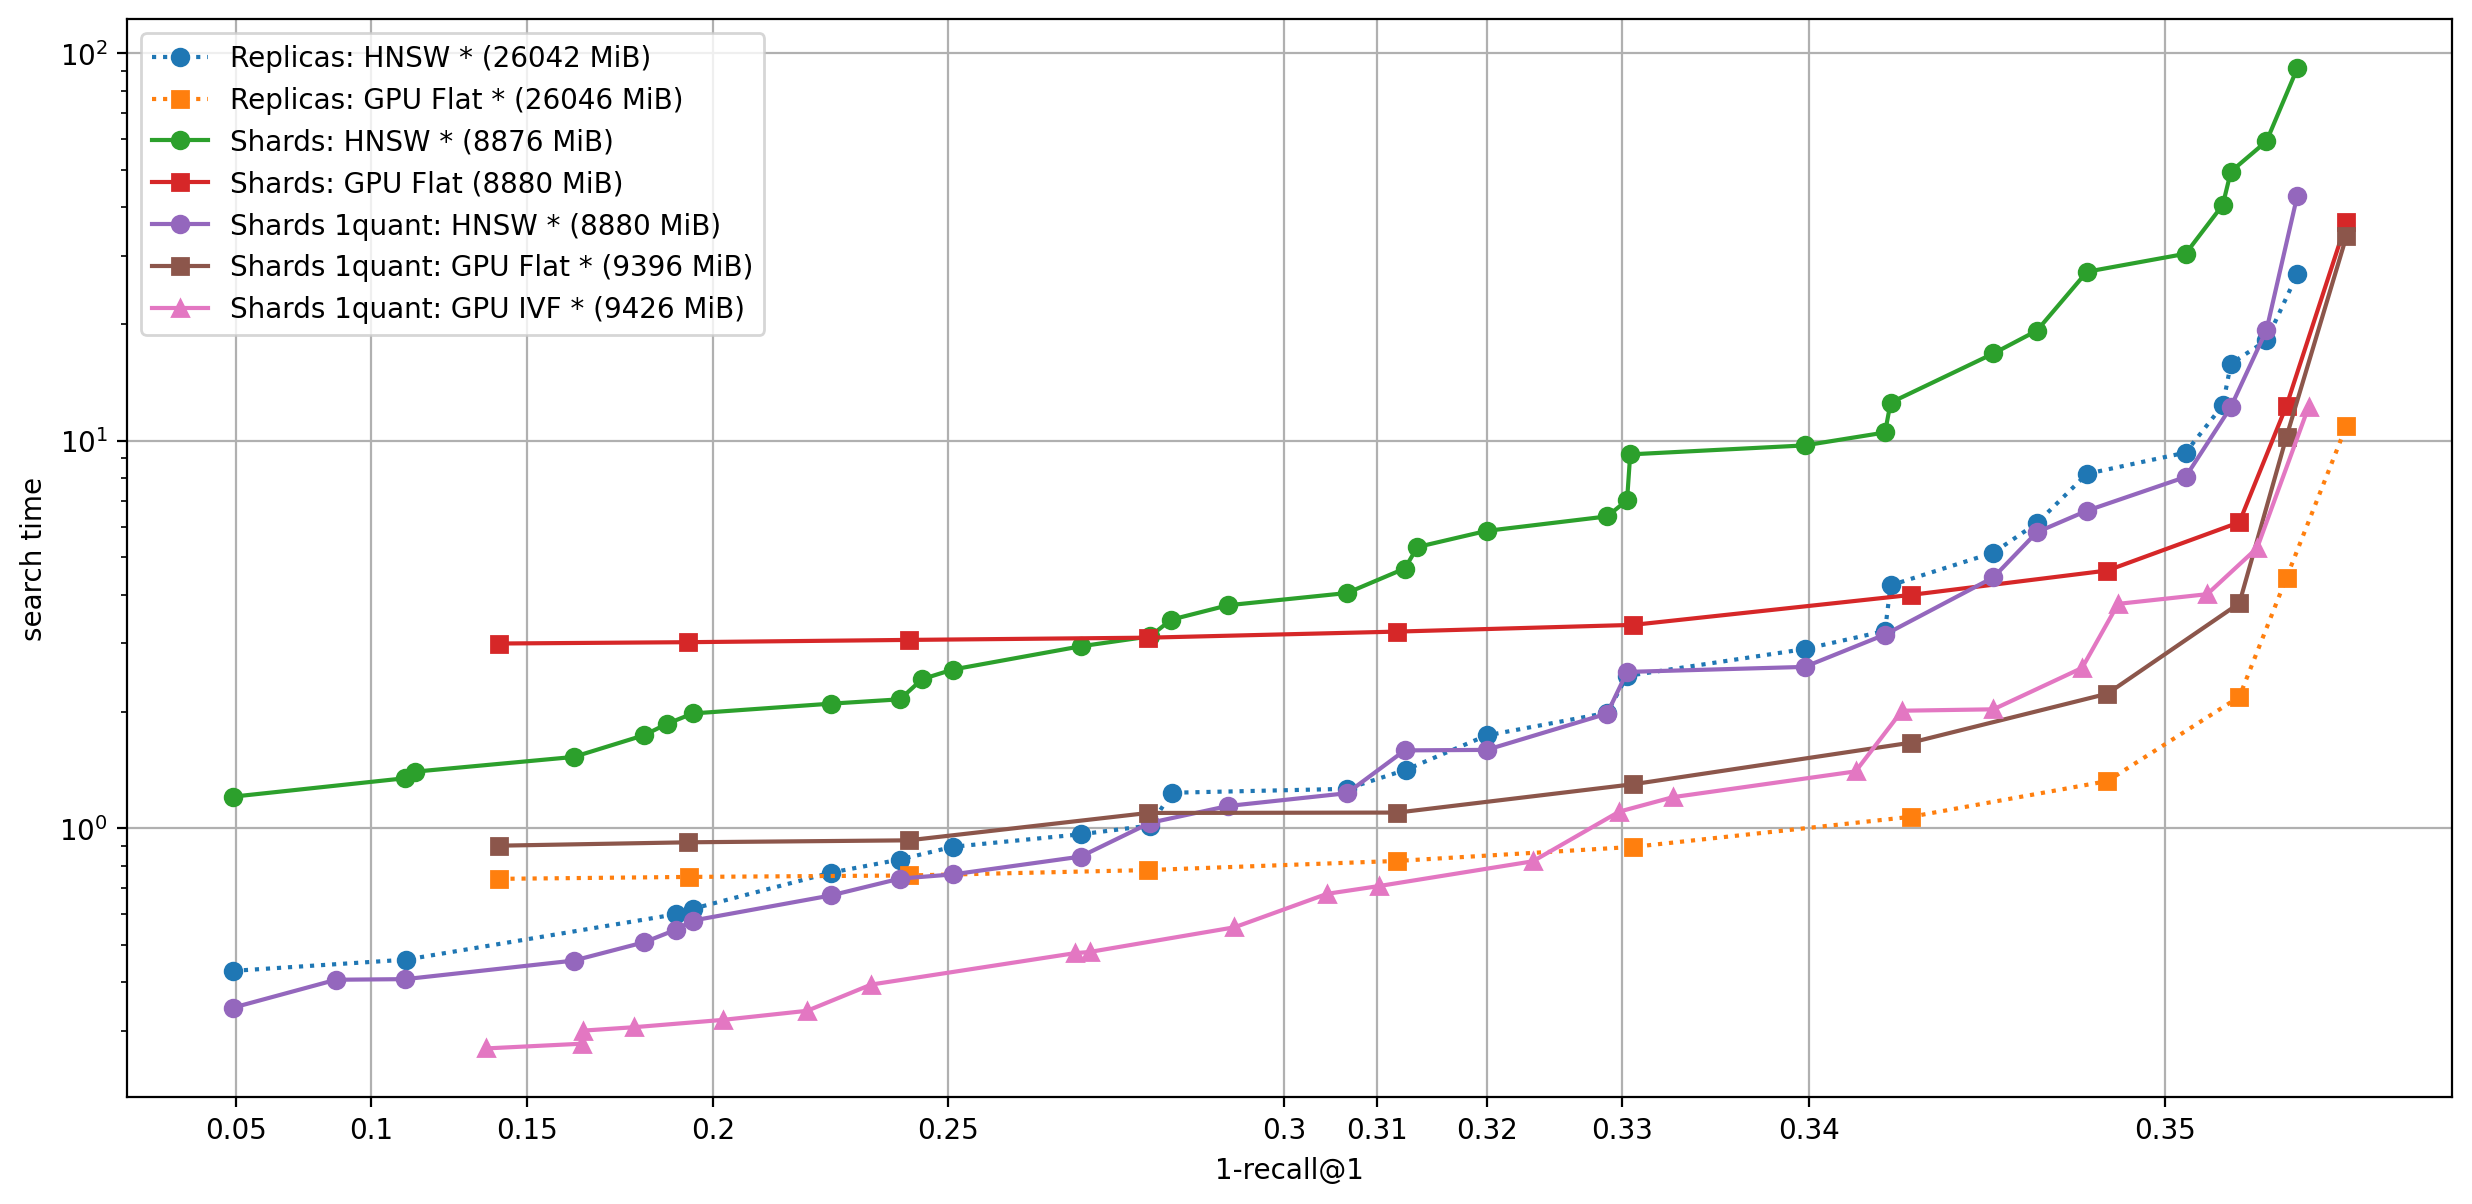 Replicas: HNSW * (26042 MiB)
Replicas: GPU Flat * (26046 MiB)
Shards: HNSW * (8876 MiB)
Shards: GPU Flat (8880 MiB)
Shards 1quant: HNSW * (8880 MiB)
Shards 1quant: GPU Flat * (9396 MiB)
Shards 1quant: GPU IVF * (9426 MiB)
10²
10¹
10⁰
search time
0.05 0.1 0.15 0.2 0.25 0.3 0.31 0.32 0.33 0.34 0.35
1-recall@1